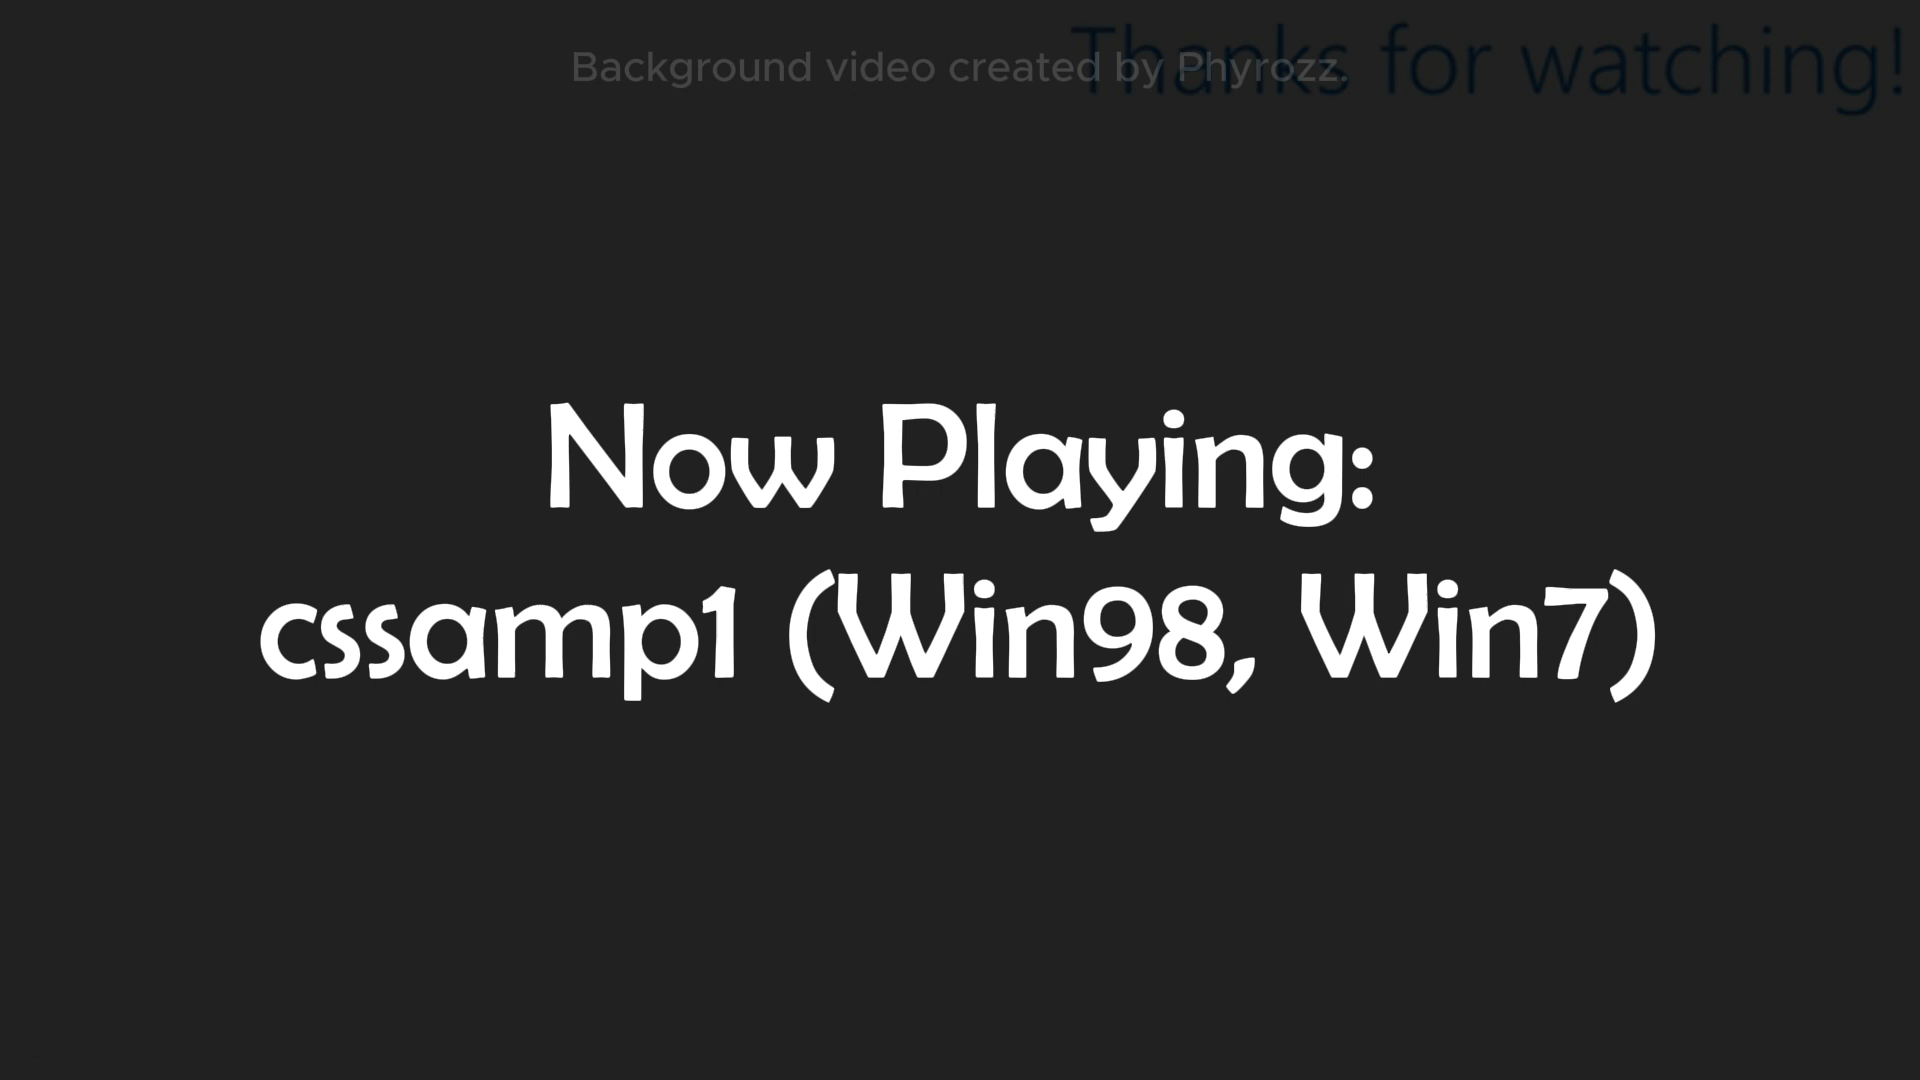 Thanks for watching!
Background video created by Phyrozz.
Now Playing:
cssamp1 (Win98, Win7)